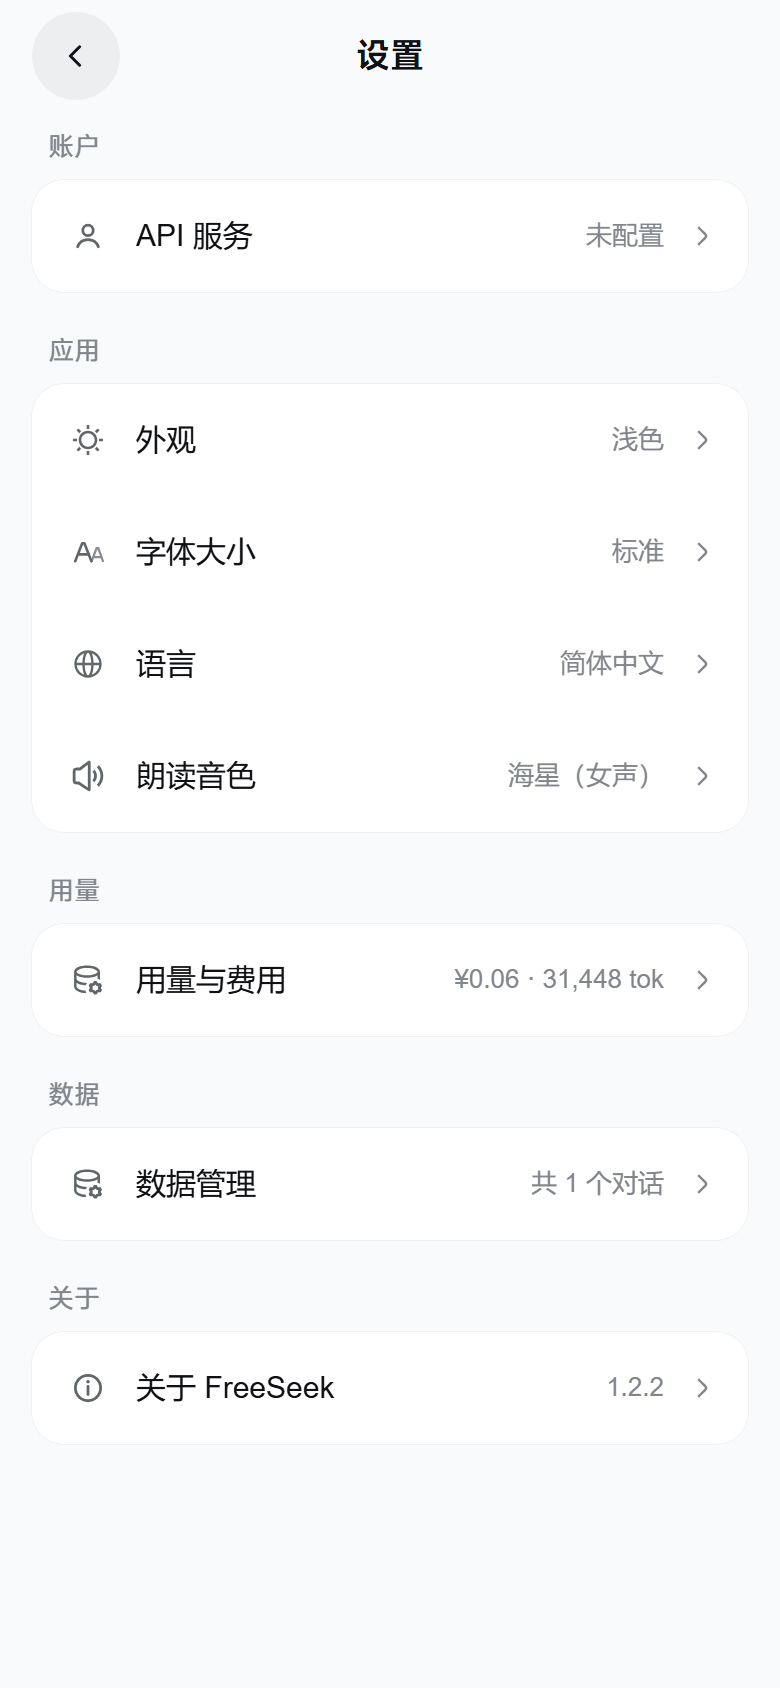 设置
账户
API 服务 未配置
应用
外观 浅色
字体大小 标准
语言 简体中文
朗读音色 海星（女声）
用量
用量与费用 ¥0.06 · 31,448 tok
数据
数据管理 共 1 个对话
关于
关于 FreeSeek 1.2.2